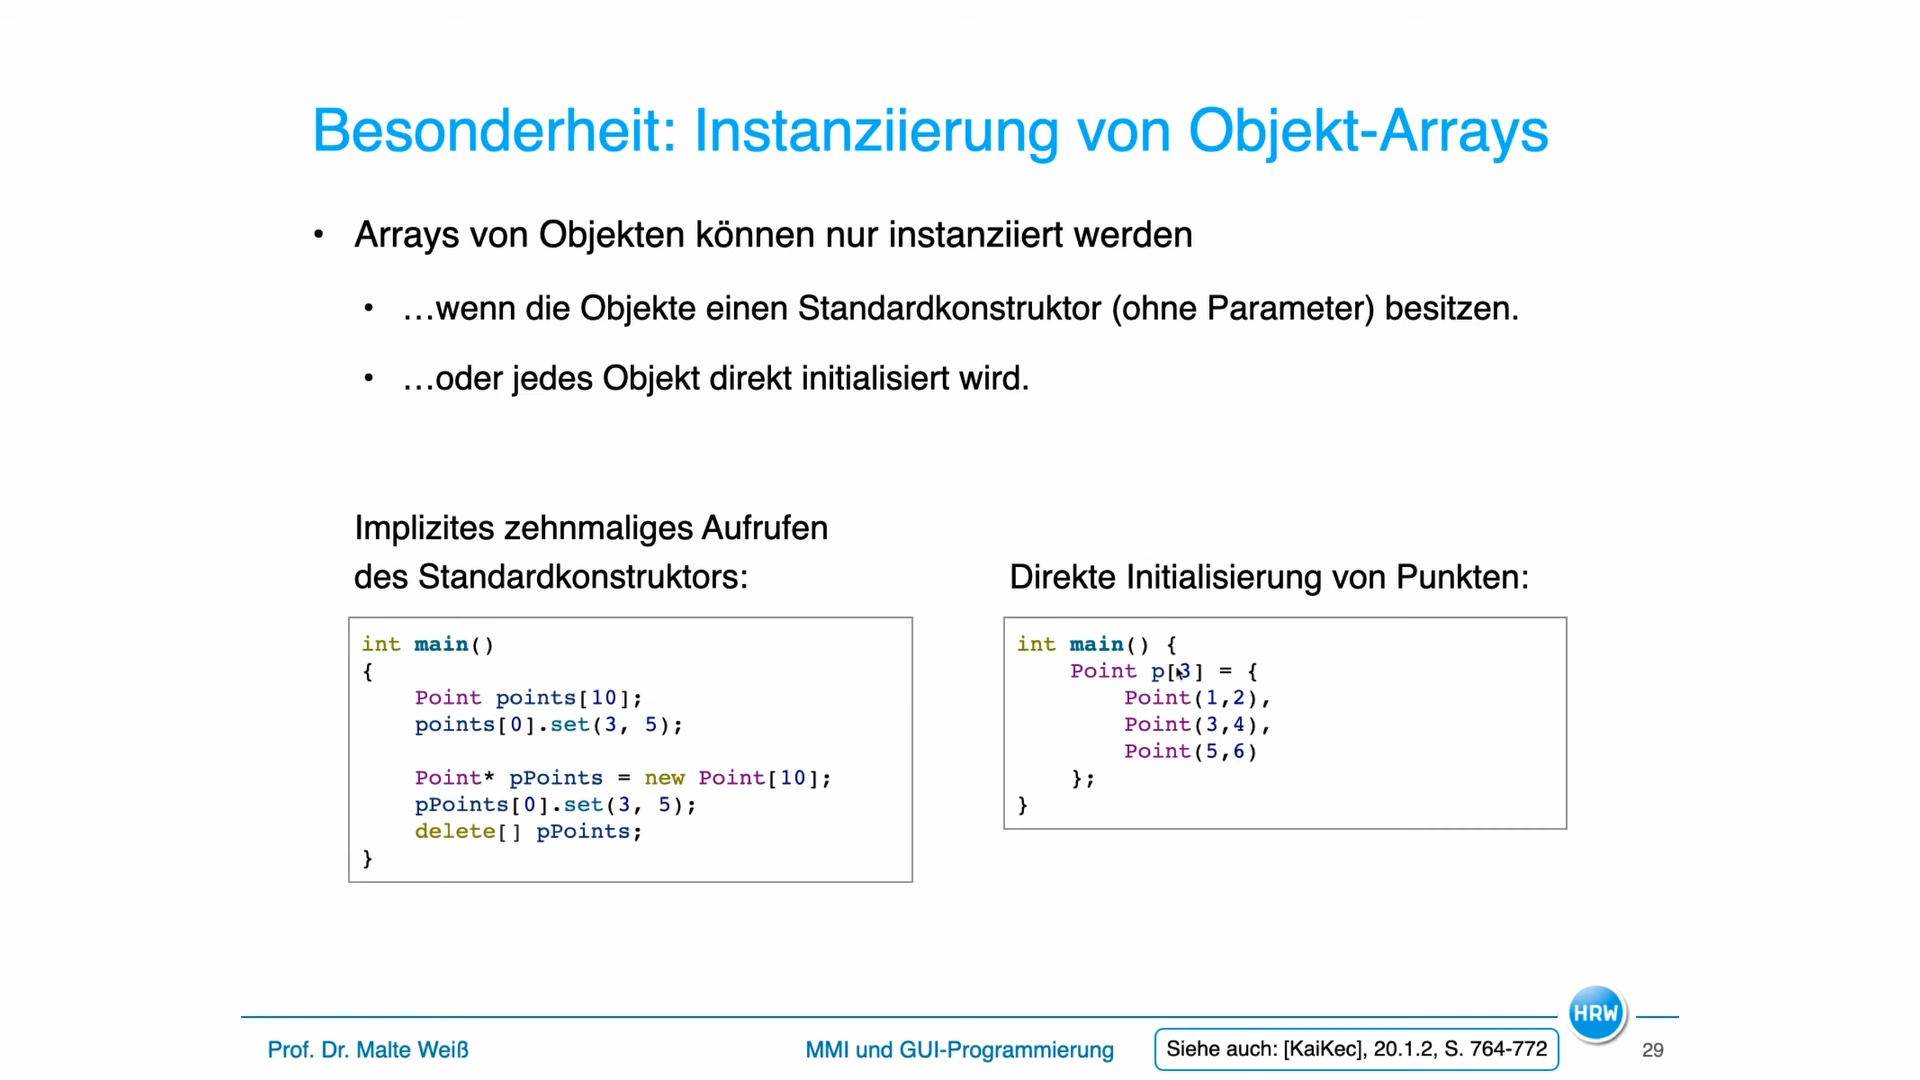 Besonderheit: Instanziierung von Objekt-Arrays
• Arrays von Objekten können nur instanziiert werden
• …wenn die Objekte einen Standardkonstruktor (ohne Parameter) besitzen.
• …oder jedes Objekt direkt initialisiert wird.
Implizites zehnmaliges Aufrufen
des Standardkonstruktors:
int main()
{
    Point points[10];
    points[0].set(3, 5);
    Point* pPoints = new Point[10];
    pPoints[0].set(3, 5);
    delete[] pPoints;
}
Direkte Initialisierung von Punkten:
int main() {
    Point p[3] = {
        Point(1,2),
        Point(3,4),
        Point(5,6)
    };
}
HRW
Prof. Dr. Malte Weiß
MMI und GUI-Programmierung
Siehe auch: [KaiKec], 20.1.2, S. 764-772
29